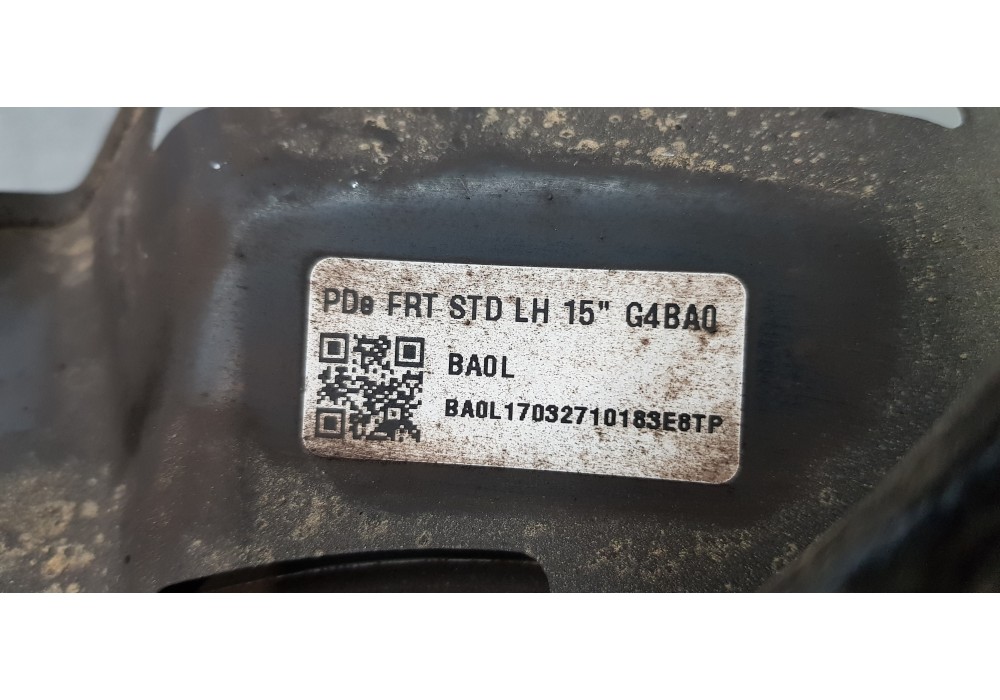 PDe FRT STD LH 15" G4BA0
BA0L
BA0L17032710183E8TP